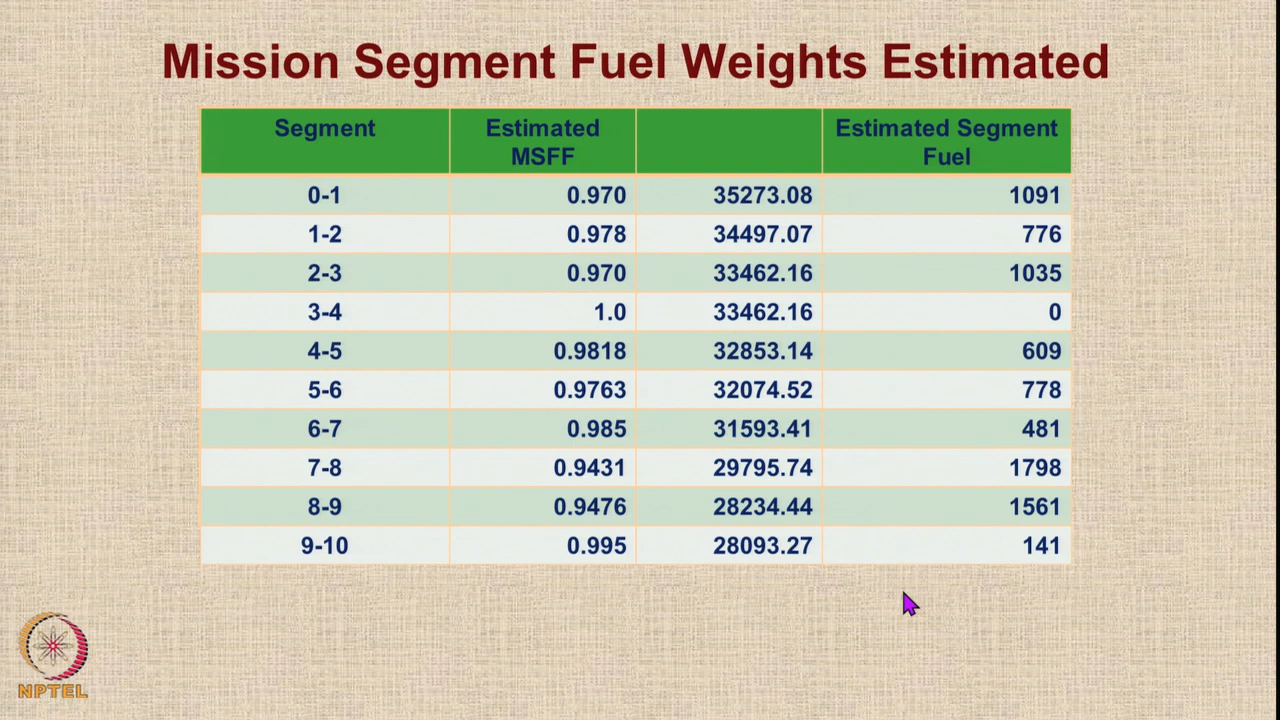 Mission Segment Fuel Weights Estimated
Segment Estimated MSFF Estimated Segment Fuel
0-1 0.970 35273.08 1091
1-2 0.978 34497.07 776
2-3 0.970 33462.16 1035
3-4 1.0 33462.16 0
4-5 0.9818 32853.14 609
5-6 0.9763 32074.52 778
6-7 0.985 31593.41 481
7-8 0.9431 29795.74 1798
8-9 0.9476 28234.44 1561
9-10 0.995 28093.27 141
NPTEL